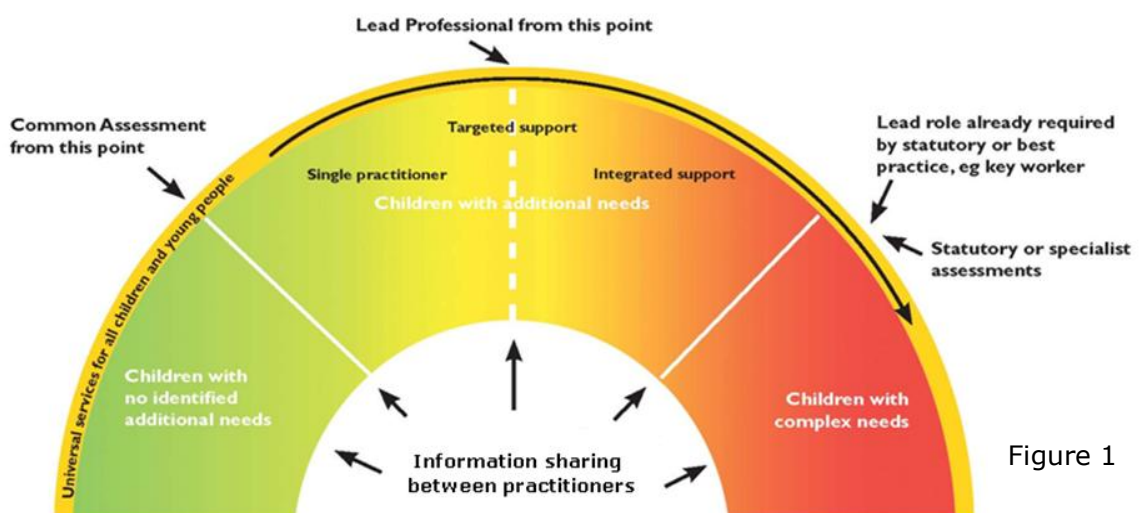 Lead Professional from this point
Common Assessment
from this point
Lead role already required
by statutory or best
practice, eg key worker
Targeted support
Single practitioner
Integrated support
Children with additional needs
Universal services for all children and young people
Statutory or specialist
assessments
Children with
no identified
additional needs
Children with
complex needs
Information sharing
between practitioners
Figure 1